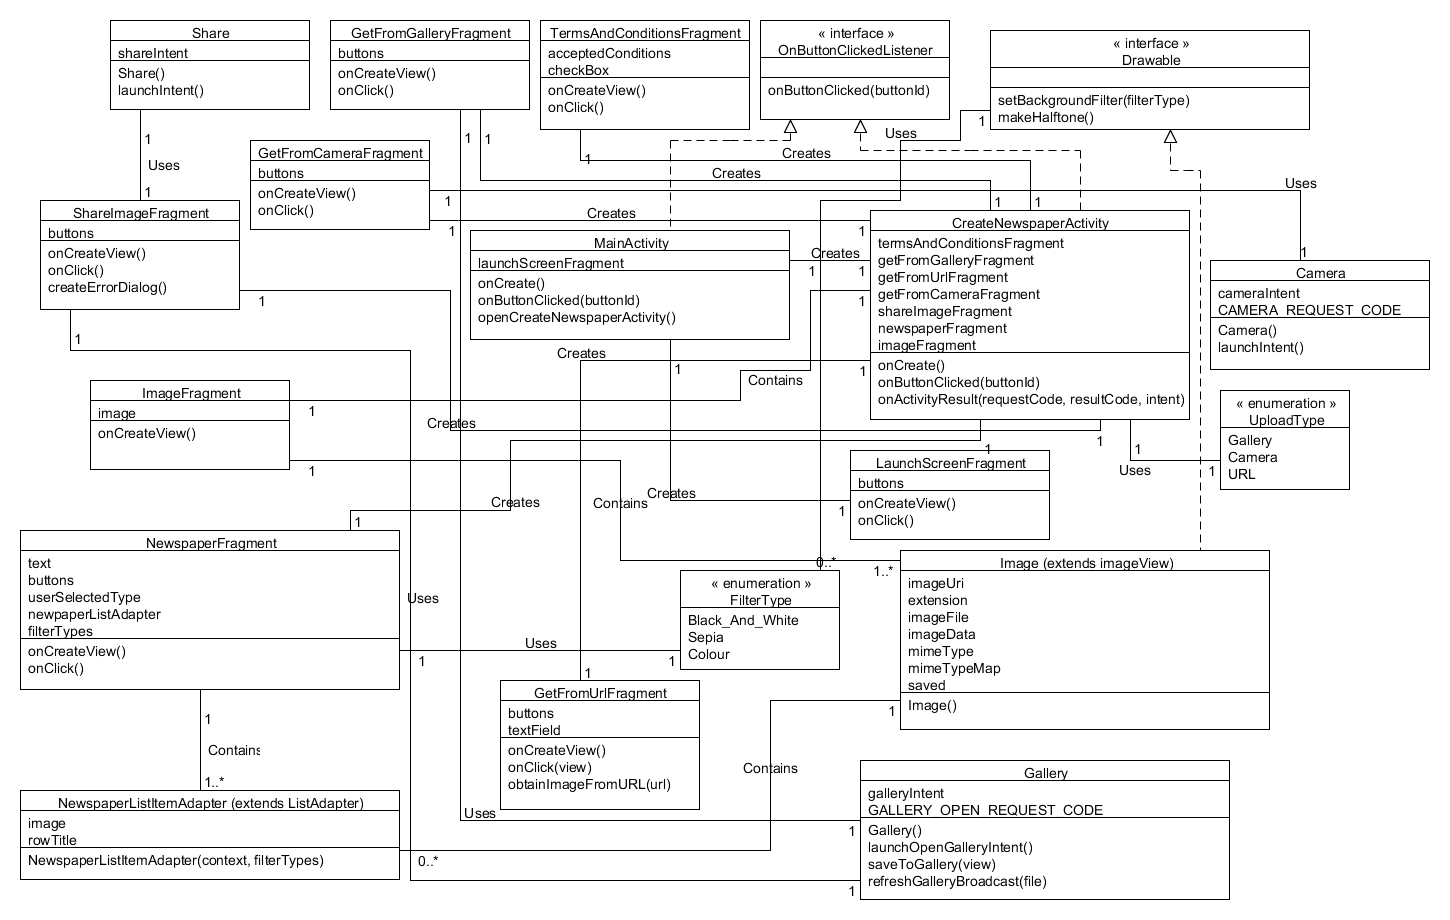 Share
shareIntent
Share()
launchIntent()
GetFromGalleryFragment
buttons
onCreateView()
onClick()
TermsAndConditionsFragment
acceptedConditions
checkBox
onCreateView()
onClick()
« interface »
OnButtonClickedListener
onButtonClicked(buttonId)
« interface »
Drawable
setBackgroundFilter(filterType)
makeHalftone()
1
Uses
1
1
1
1
Creates
Uses
1
GetFromCameraFragment
buttons
onCreateView()
onClick()
Creates
1
1
Uses
1
1
Creates
1
ShareImageFragment
buttons
onCreateView()
onClick()
createErrorDialog()
MainActivity
launchScreenFragment
onCreate()
onButtonClicked(buttonId)
openCreateNewspaperActivity()
Creates
1
1
CreateNewspaperActivity
termsAndConditionsFragment
getFromGalleryFragment
getFromUrlFragment
getFromCameraFragment
shareImageFragment
newspaperFragment
imageFragment
onCreate()
onButtonClicked(buttonId)
onActivityResult(requestCode, resultCode, intent)
1
Camera
cameraIntent
CAMERA_REQUEST_CODE
Camera()
launchIntent()
1
1
1
Creates
1
1
Contains
ImageFragment
image
onCreateView()
1
Creates
1
1
1
1
Uses
1
« enumeration »
UploadType
Gallery
Camera
URL
1
Contains
Creates
Creates
1
LaunchScreenFragment
buttons
onCreateView()
onClick()
1
NewspaperFragment
text
buttons
userSelectedType
newpaperListAdapter
filterTypes
onCreateView()
onClick()
Uses
0..*
1..*
« enumeration »
FilterType
Black_And_White
Sepia
Colour
Uses
1
1
Image (extends imageView)
imageUri
extension
imageFile
imageData
mimeType
mimeTypeMap
saved
Image()
1
1
GetFromUrlFragment
buttons
textField
onCreateView()
onClick(view)
obtainImageFromURL(url)
1
Contains
1..*
Contains
NewspaperListItemAdapter (extends ListAdapter)
image
rowTitle
NewspaperListItemAdapter(context, filterTypes)
0..*
Uses
1
1
Gallery
galleryIntent
GALLERY_OPEN_REQUEST_CODE
Gallery()
launchOpenGalleryIntent()
saveToGallery(view)
refreshGalleryBroadcast(file)